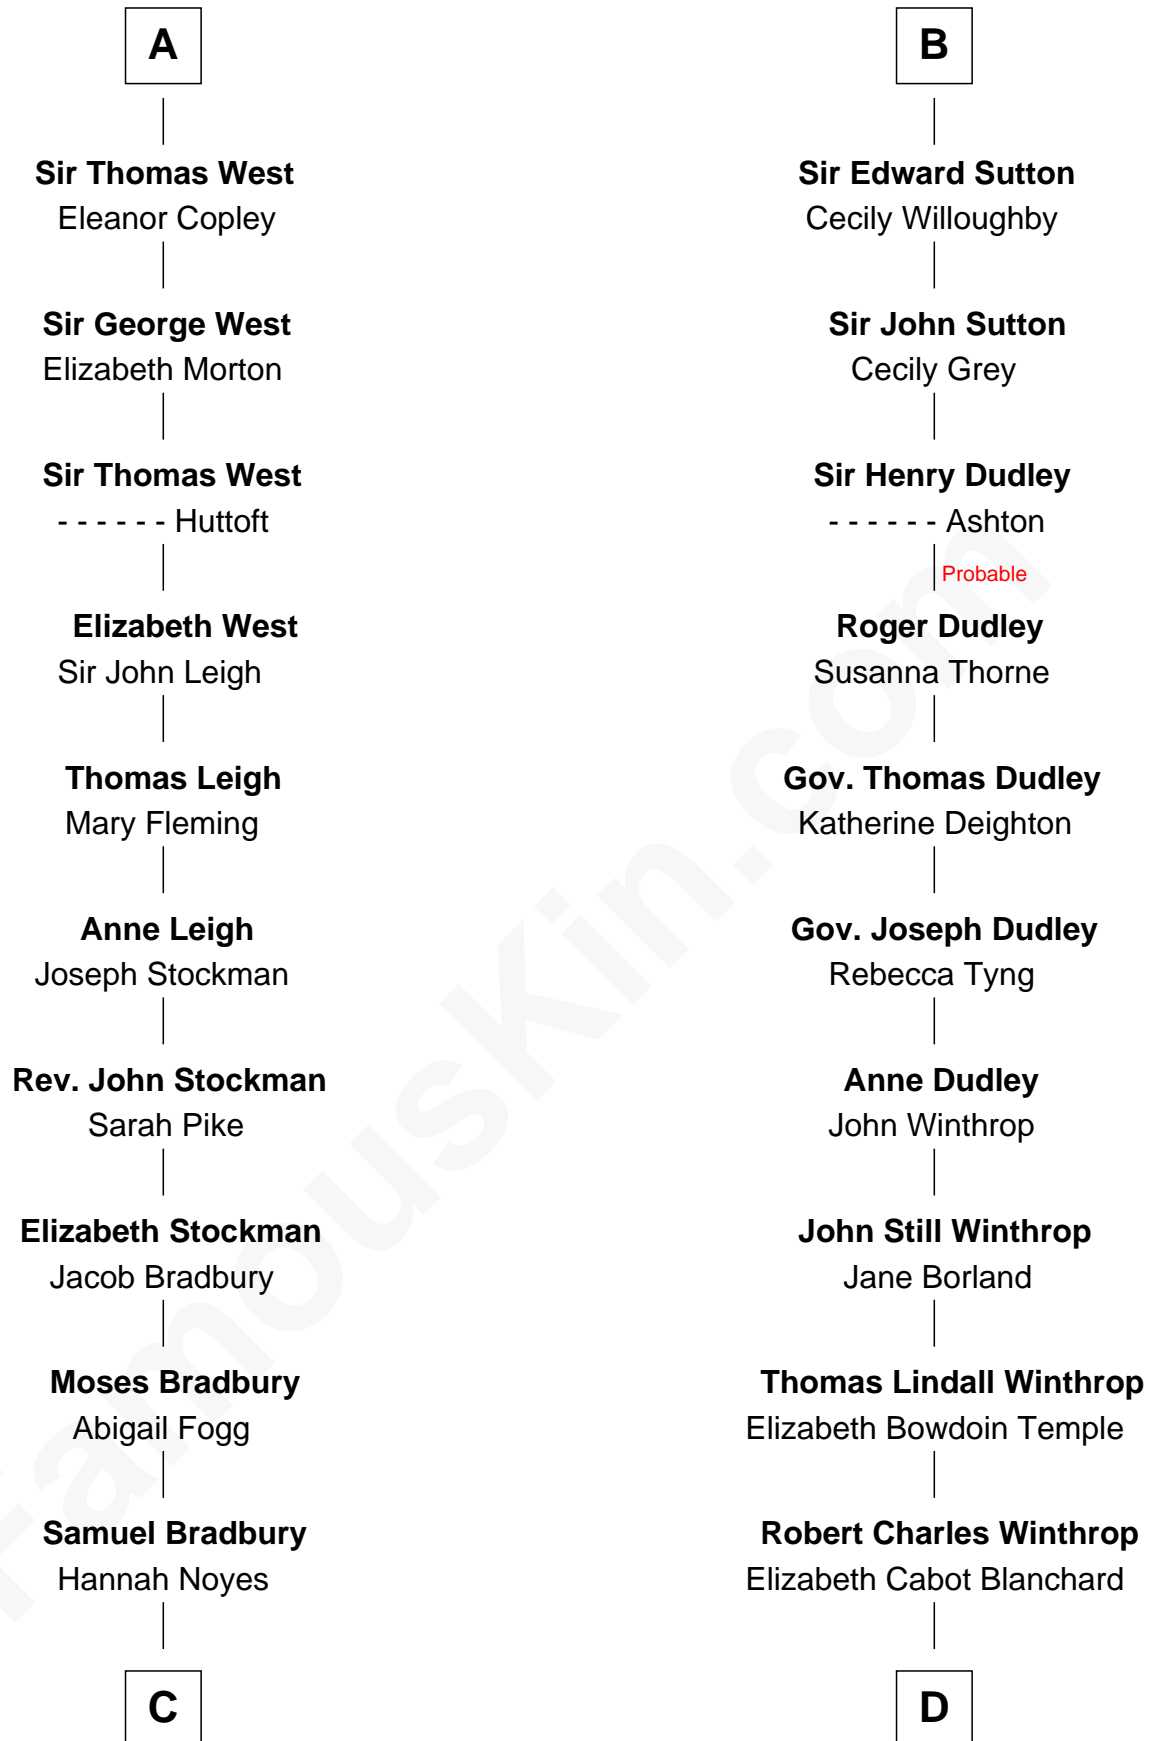 A
Sir Thomas West
Eleanor Copley
Sir George West
Elizabeth Morton
Sir Thomas West
- - - - - - Huttoft
Elizabeth West
Sir John Leigh
Thomas Leigh
Mary Fleming
Anne Leigh
Joseph Stockman
Rev. John Stockman
Sarah Pike
Elizabeth Stockman
Jacob Bradbury
Moses Bradbury
Abigail Fogg
Samuel Bradbury
Hannah Noyes
C
B
Sir Edward Sutton
Cecily Willoughby
Sir John Sutton
Cecily Grey
Sir Henry Dudley
- - - - - - Ashton
Probable
Roger Dudley
Susanna Thorne
Gov. Thomas Dudley
Katherine Deighton
Gov. Joseph Dudley
Rebecca Tyng
Anne Dudley
John Winthrop
John Still Winthrop
Jane Borland
Thomas Lindall Winthrop
Elizabeth Bowdoin Temple
Robert Charles Winthrop
Elizabeth Cabot Blanchard
D
FamousKin.com